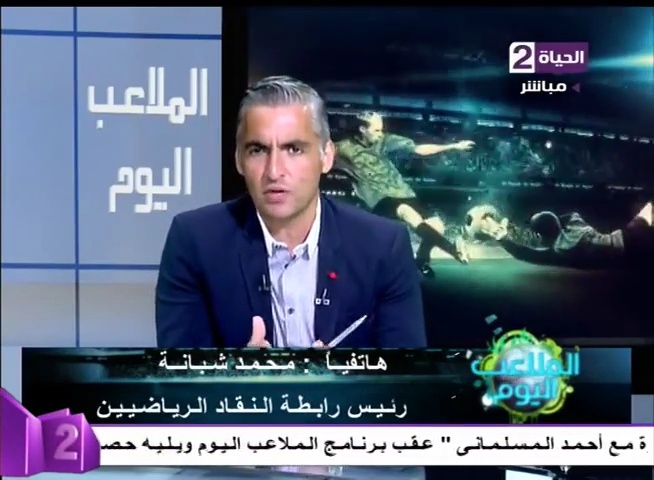 الحياة 2
مباشر
الملاعب
اليوم
هاتفياً : محمد شبانة
رئيس رابطة النقاد الرياضيين
الملاعب
اليوم
2
ة مع أحمد المسلمانى " عقب برنامج الملاعب اليوم ويليه حص